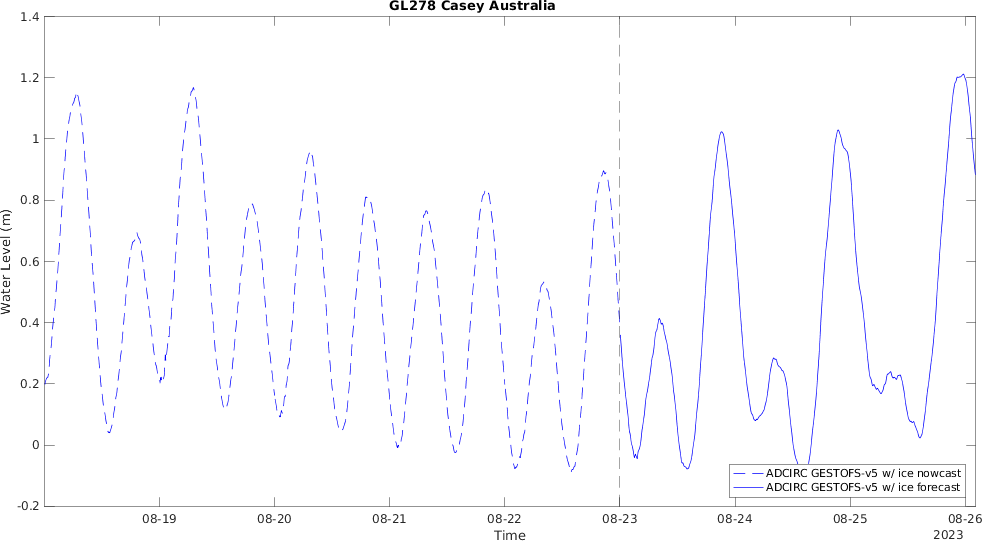 GL278 Casey Australia
1.4
1.2
1
0.8
0.6
0.4
0.2
0
-0.2
Water Level (m)
ADCIRC GESTOFS-v5 w/ ice nowcast
ADCIRC GESTOFS-v5 w/ ice forecast
08-19 08-20 08-21 08-22 08-23 08-24 08-25 08-26
Time
2023